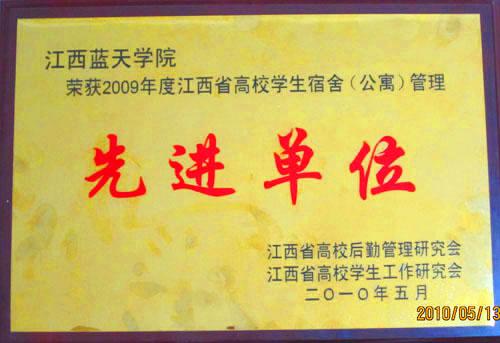 江西蓝天学院
荣获2009年度江西省高校学生宿舍（公寓）管理
先进单位
江西省高校后勤管理研究会
江西省高校学生工作研究会
二〇一〇年五月
2010/05/13